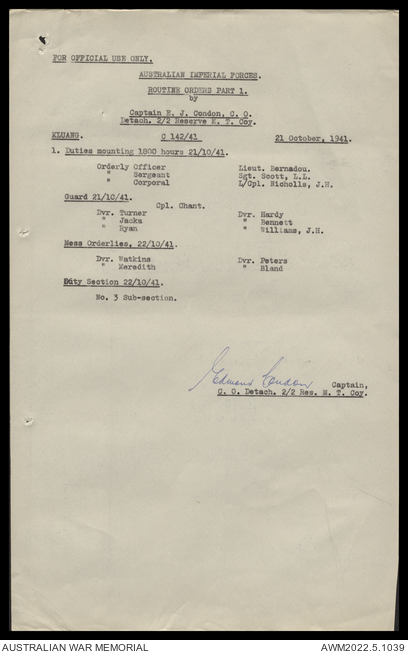 FOR OFFICIAL USE ONLY.
AUSTRALIAN IMPERIAL FORCES.
ROUTINE ORDERS PART 1.
by
Captain E. J. Condon, C. O.
Detach. 2/2 Reserve M. T. Coy.
KLUANG. C 142/41 21 October, 1941.
1. Duties mounting 1800 hours 21/10/41.
Orderly Officer Lieut. Bernadou.
" Sergeant Sgt. Scott, L.L.
" Corporal L/Cpl. Nicholls, J.H.
Guard 21/10/41.
Cpl. Chant.
Dvr. Turner Dvr. Hardy
" Jacka " Bennett
" Ryan " Williams, J.H.
Mess Orderlies, 22/10/41.
Dvr. Watkins Dvr. Peters
" Meredith " Bland
Duty Section 22/10/41.
No. 3 Sub-section.
Edmund Condon Captain,
C. O. Detach. 2/2 Res. M. T. Coy.
AUSTRALIAN WAR MEMORIAL AWM2022.5.1039